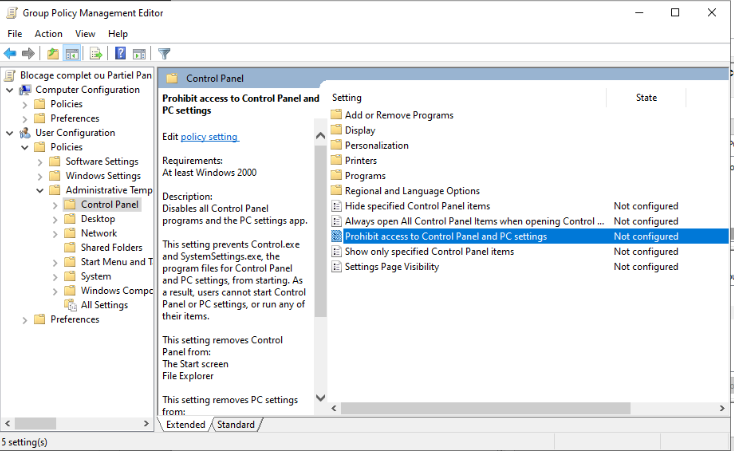 Group Policy Management Editor
File Action View Help
Blocage complet ou Partiel Pan
Computer Configuration
Policies
Preferences
User Configuration
Policies
Software Settings
Windows Settings
Administrative Temp
Control Panel
Desktop
Network
Shared Folders
Start Menu and T
System
Windows Compc
All Settings
Preferences
Control Panel
Prohibit access to Control Panel and
PC settings
Edit policy setting
Requirements:
At least Windows 2000
Description:
Disables all Control Panel
programs and the PC settings app.
This setting prevents Control.exe
and SystemSettings.exe, the
program files for Control Panel
and PC settings, from starting. As
a result, users cannot start Control
Panel or PC settings, or run any of
their items.
This setting removes Control
Panel from:
The Start screen
File Explorer
This setting removes PC settings
from:
Setting State
Add or Remove Programs
Display
Personalization
Printers
Programs
Regional and Language Options
Hide specified Control Panel items Not configured
Always open All Control Panel Items when opening Control ... Not configured
Prohibit access to Control Panel and PC settings Not configured
Show only specified Control Panel items Not configured
Settings Page Visibility Not configured
Extended Standard
5 setting(s)